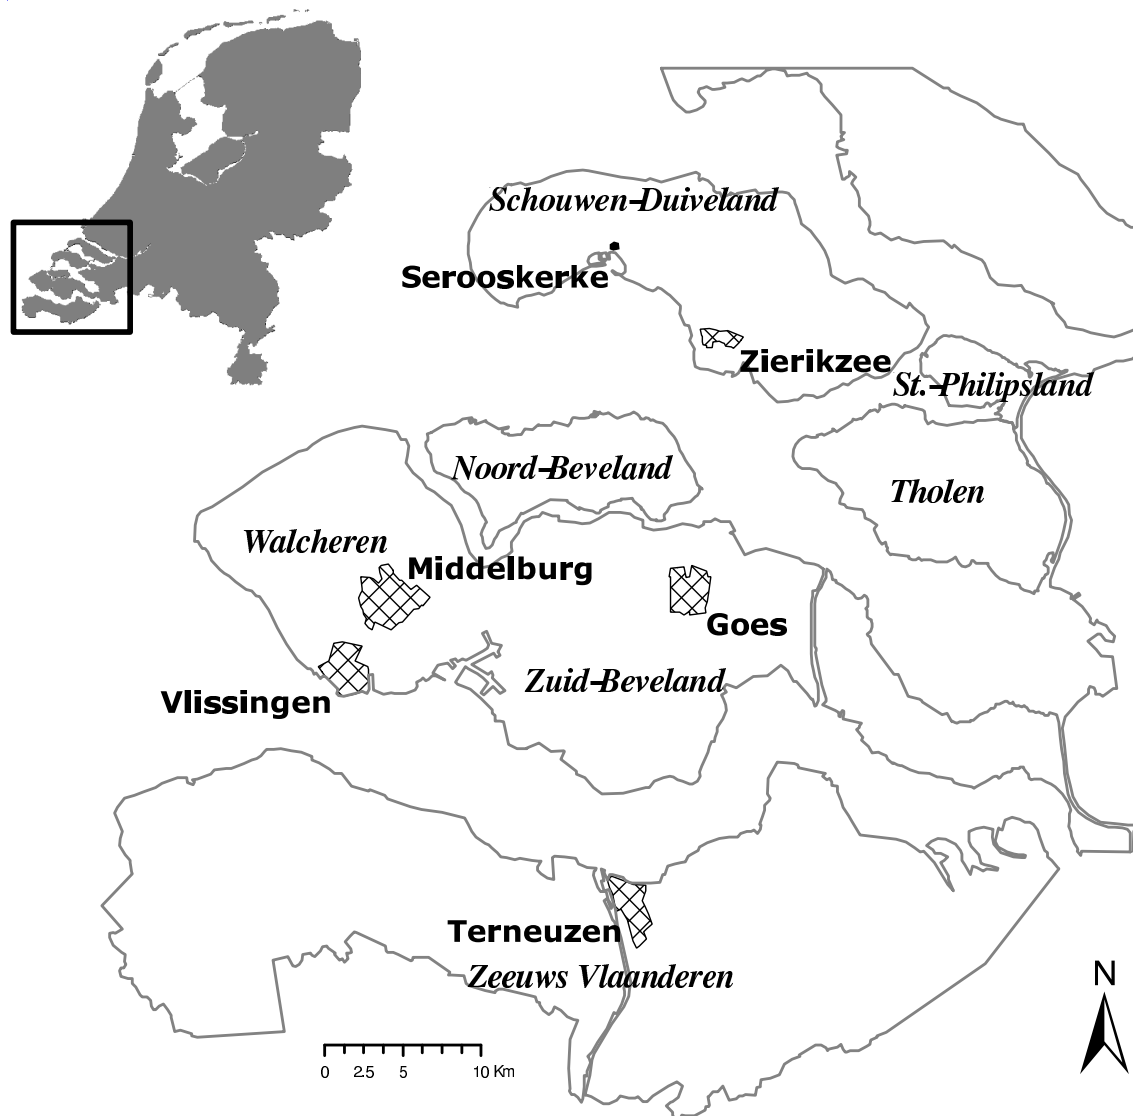 Schouwen-Duiveland
Serooskerke
Zierikzee
St.-Philipsland
Noord-Beveland
Tholen
Walcheren
Middelburg
Goes
Zuid-Beveland
Vlissingen
Terneuzen
Zeeuws Vlaanderen
N
0 2.5 5 10 Km